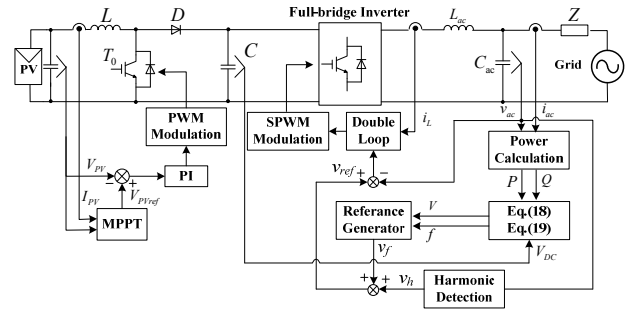 Full-bridge Inverter
L
D
L_ac
Z
PV
T_0
C
C_ac
Grid
PWM
Modulation
SPWM
Modulation
Double
Loop
i_L
v_ac
i_ac
Power
Calculation
V_PV
−
PI
v_ref
+
−
P
Q
I_PV
V_PVref
MPPT
Referance
Generator
V
f
Eq.(18)
Eq.(19)
v_f
V_DC
+
+
v_h
Harmonic
Detection